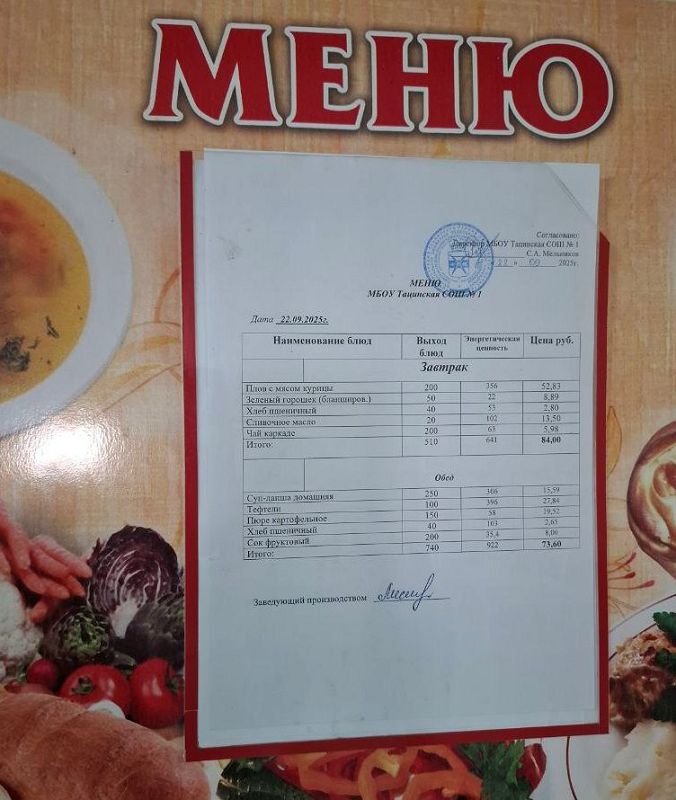 МЕНЮ
Согласовано:
Директор МБОУ Тацинская СОШ № 1
С.А. Мельников
« 22 » 09 2025г.
МЕНЮ
МБОУ Тацинская СОШ № 1
Дата 22.09.2025г.
Наименование блюд Выход блюд Энергетическая ценность Цена руб.
Завтрак
Плов с мясом курицы 200 356 52,83
Зеленый горошек (бланширов.) 50 22 8,89
Хлеб пшеничный 40 53 2,80
Сливочное масло 20 102 13,50
Чай каркаде 200 63 5,98
Итого: 510 641 84,00
Обед
Суп-лапша домашняя 250 306 15,59
Тефтели 100 396 27,84
Пюре картофельное 150 58 19,52
Хлеб пшеничный 40 103 2,65
Сок фруктовый 200 35,4 8,00
Итого: 740 922 73,60
Заведующий производством